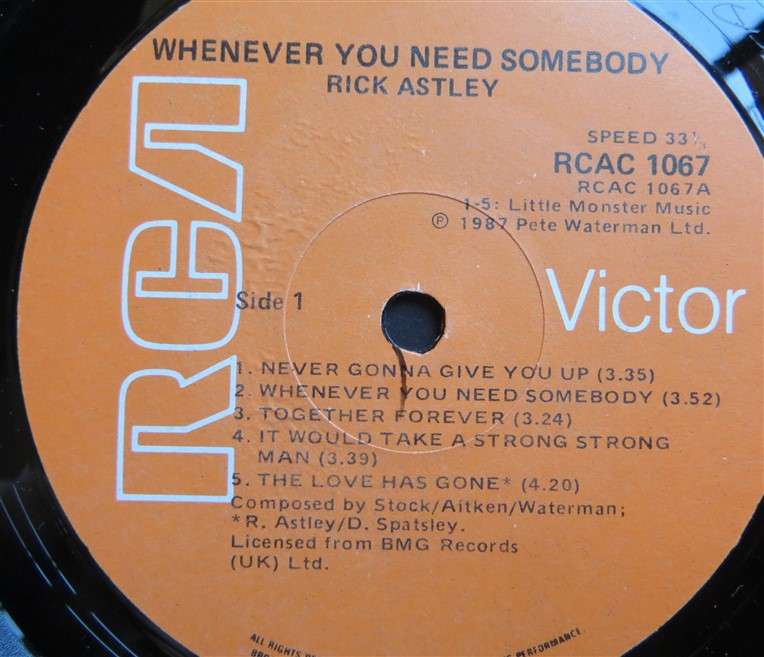 WHENEVER YOU NEED SOMEBODY
RICK ASTLEY
RCA
SPEED 33⅓
RCAC 1067
RCAC 1067A
1-5: Little Monster Music
℗ 1987 Pete Waterman Ltd.
Victor
Side 1
1. NEVER GONNA GIVE YOU UP (3.35)
2. WHENEVER YOU NEED SOMEBODY (3.52)
3. TOGETHER FOREVER (3.24)
4. IT WOULD TAKE A STRONG STRONG
MAN (3.39)
5. THE LOVE HAS GONE* (4.20)
Composed by Stock/Aitken/Waterman;
*R. Astley/D. Spatsley.
Licensed from BMG Records
(UK) Ltd.
ALL RIGHTS
PERFORMANCE.